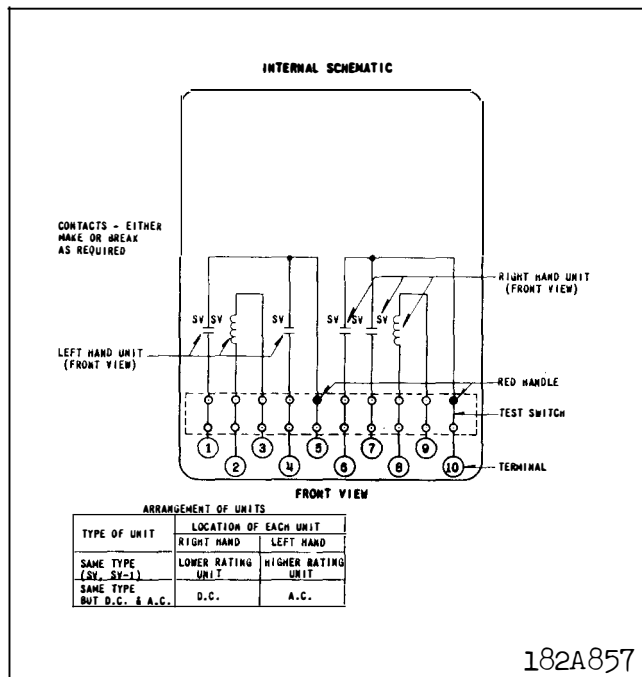 INTERNAL SCHEMATIC
CONTACTS - EITHER
MAKE OR BREAK
AS REQUIRED
RIGHT HAND UNIT
(FRONT VIEW)
SV SV SV SV SV SV
LEFT HAND UNIT
(FRONT VIEW)
RED HANDLE
TEST SWITCH
1 3 5 7 9
2 4 6 8 10
TERMINAL
FRONT VIEW
ARRANGEMENT OF UNITS
TYPE OF UNIT
LOCATION OF EACH UNIT
RIGHT HAND LEFT HAND
SAME TYPE LOWER RATING HIGHER RATING
(SV, SV-1) UNIT UNIT
SAME TYPE
BUT D.C. & A.C. D.C. A.C.
182A857